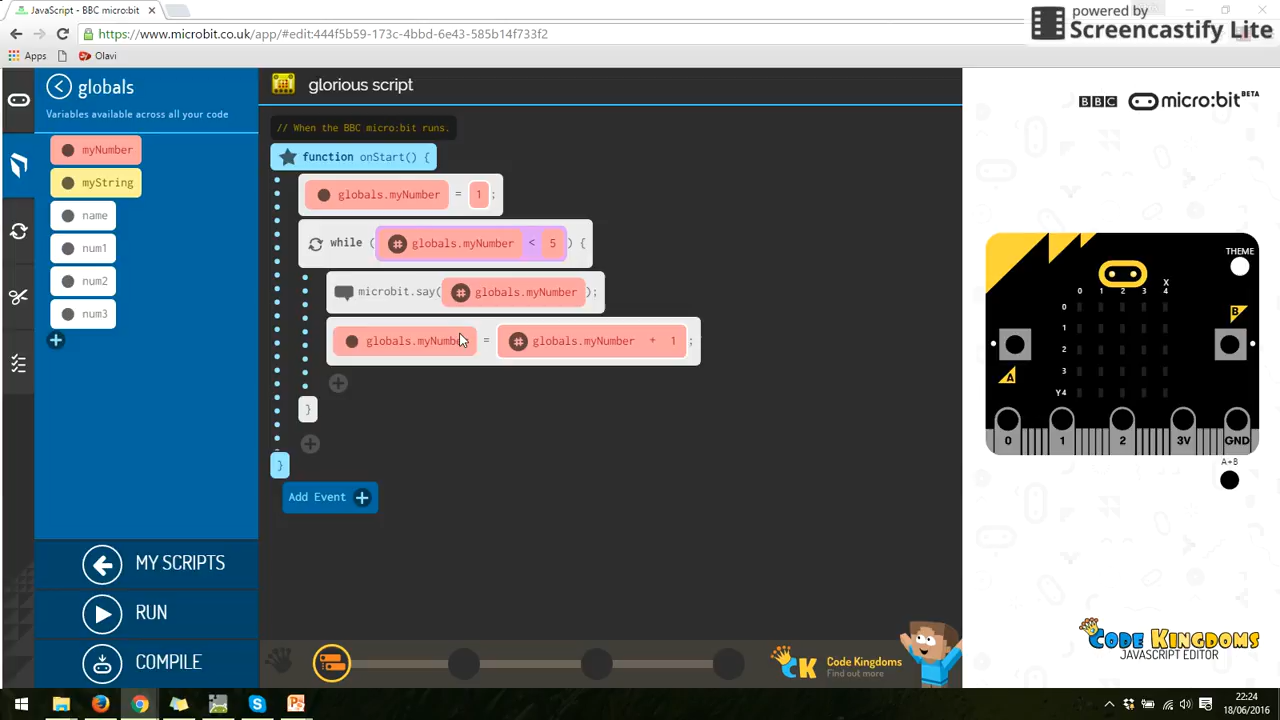 JavaScript - BBC micro:bit
powered by
Screencastify Lite
https://www.microbit.co.uk/app/#edit:444f5b39-173c-4bbd-6e43-585b14f733f2
Apps
Olavi
globals
Variables available across all your code
myNumber
myString
name
num1
num2
num3
glorious script
// When the BBC micro:bit runs.
function onStart() {
globals.myNumber = 1 ;
while ( globals.myNumber < 5 ) {
microbit.say( globals.myNumber );
globals.myNumber = globals.myNumber + 1 ;
}
}
Add Event
MY SCRIPTS
RUN
COMPILE
CK
Code Kingdoms
Find out more
BBC micro:bit BETA
THEME
X
0 1 2 3 4
0
1
2
3
Y4
A
B
0 1 2 3V GND
A+B
CODE KINGDOMS
JAVASCRIPT EDITOR
22:24
18/06/2016